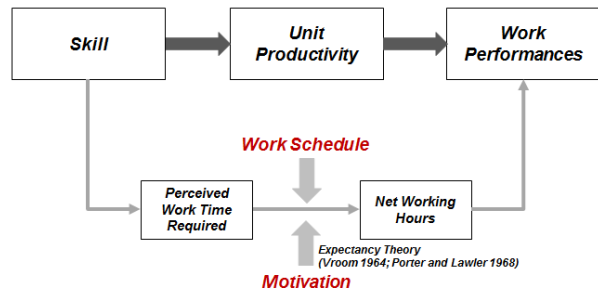 Skill
Unit
Productivity
Work
Performances
Work Schedule
Perceived
Work Time
Required
Net Working
Hours
Expectancy Theory
(Vroom 1964; Porter and Lawler 1968)
Motivation